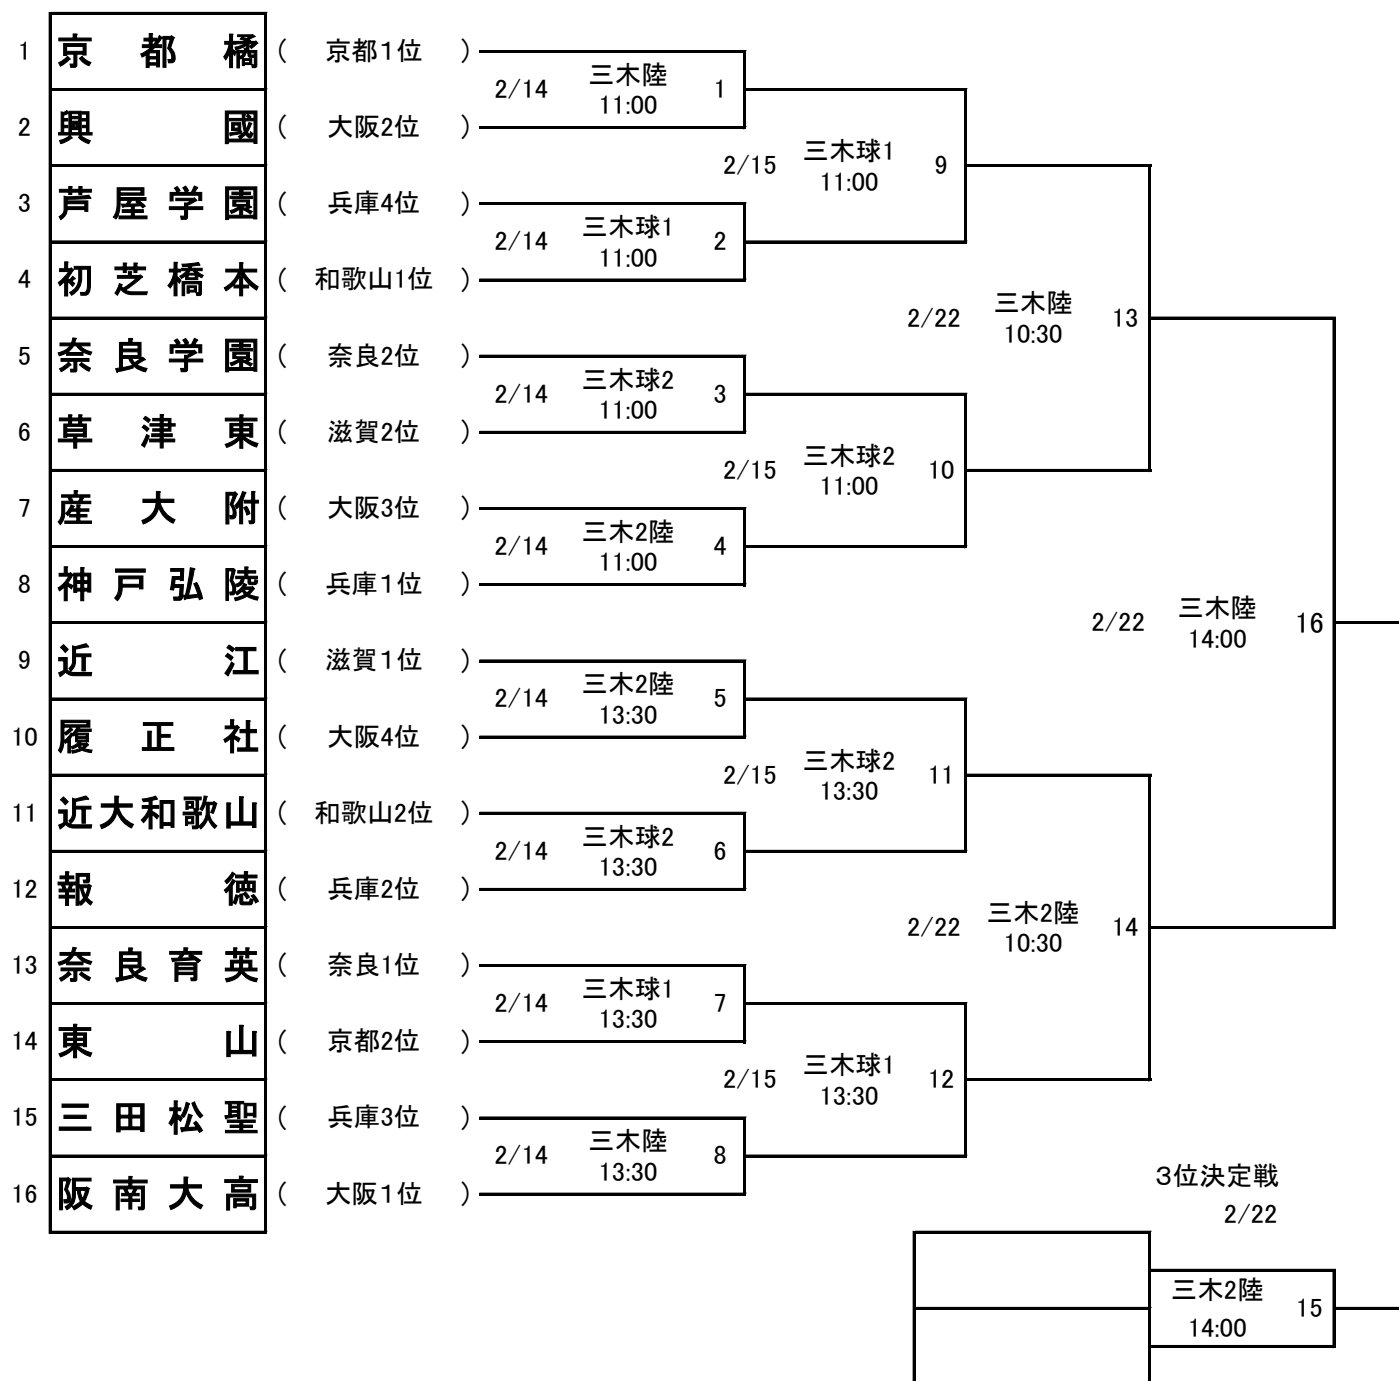 1 京都橘 ( 京都1位 )
2/14 三木陸 1
11:00
2 興國 ( 大阪2位 )
2/15 三木球1 9
11:00
3 芦屋学園 ( 兵庫4位 )
2/14 三木球1 2
11:00
4 初芝橋本 ( 和歌山1位 )
2/22 三木陸 13
10:30
5 奈良学園 ( 奈良2位 )
2/14 三木球2 3
11:00
6 草津東 ( 滋賀2位 )
2/15 三木球2 10
11:00
7 産大附 ( 大阪3位 )
2/14 三木2陸 4
11:00
8 神戸弘陵 ( 兵庫1位 )
2/22 三木陸 16
14:00
9 近江 ( 滋賀1位 )
2/14 三木2陸 5
13:30
10 履正社 ( 大阪4位 )
2/15 三木球2 11
13:30
11 近大和歌山 ( 和歌山2位 )
2/14 三木球2 6
13:30
12 報徳 ( 兵庫2位 )
2/22 三木2陸 14
10:30
13 奈良育英 ( 奈良1位 )
2/14 三木球1 7
13:30
14 東山 ( 京都2位 )
2/15 三木球1 12
13:30
15 三田松聖 ( 兵庫3位 )
2/14 三木陸 8
13:30
16 阪南大高 ( 大阪1位 )
3位決定戦
2/22
三木2陸 15
14:00